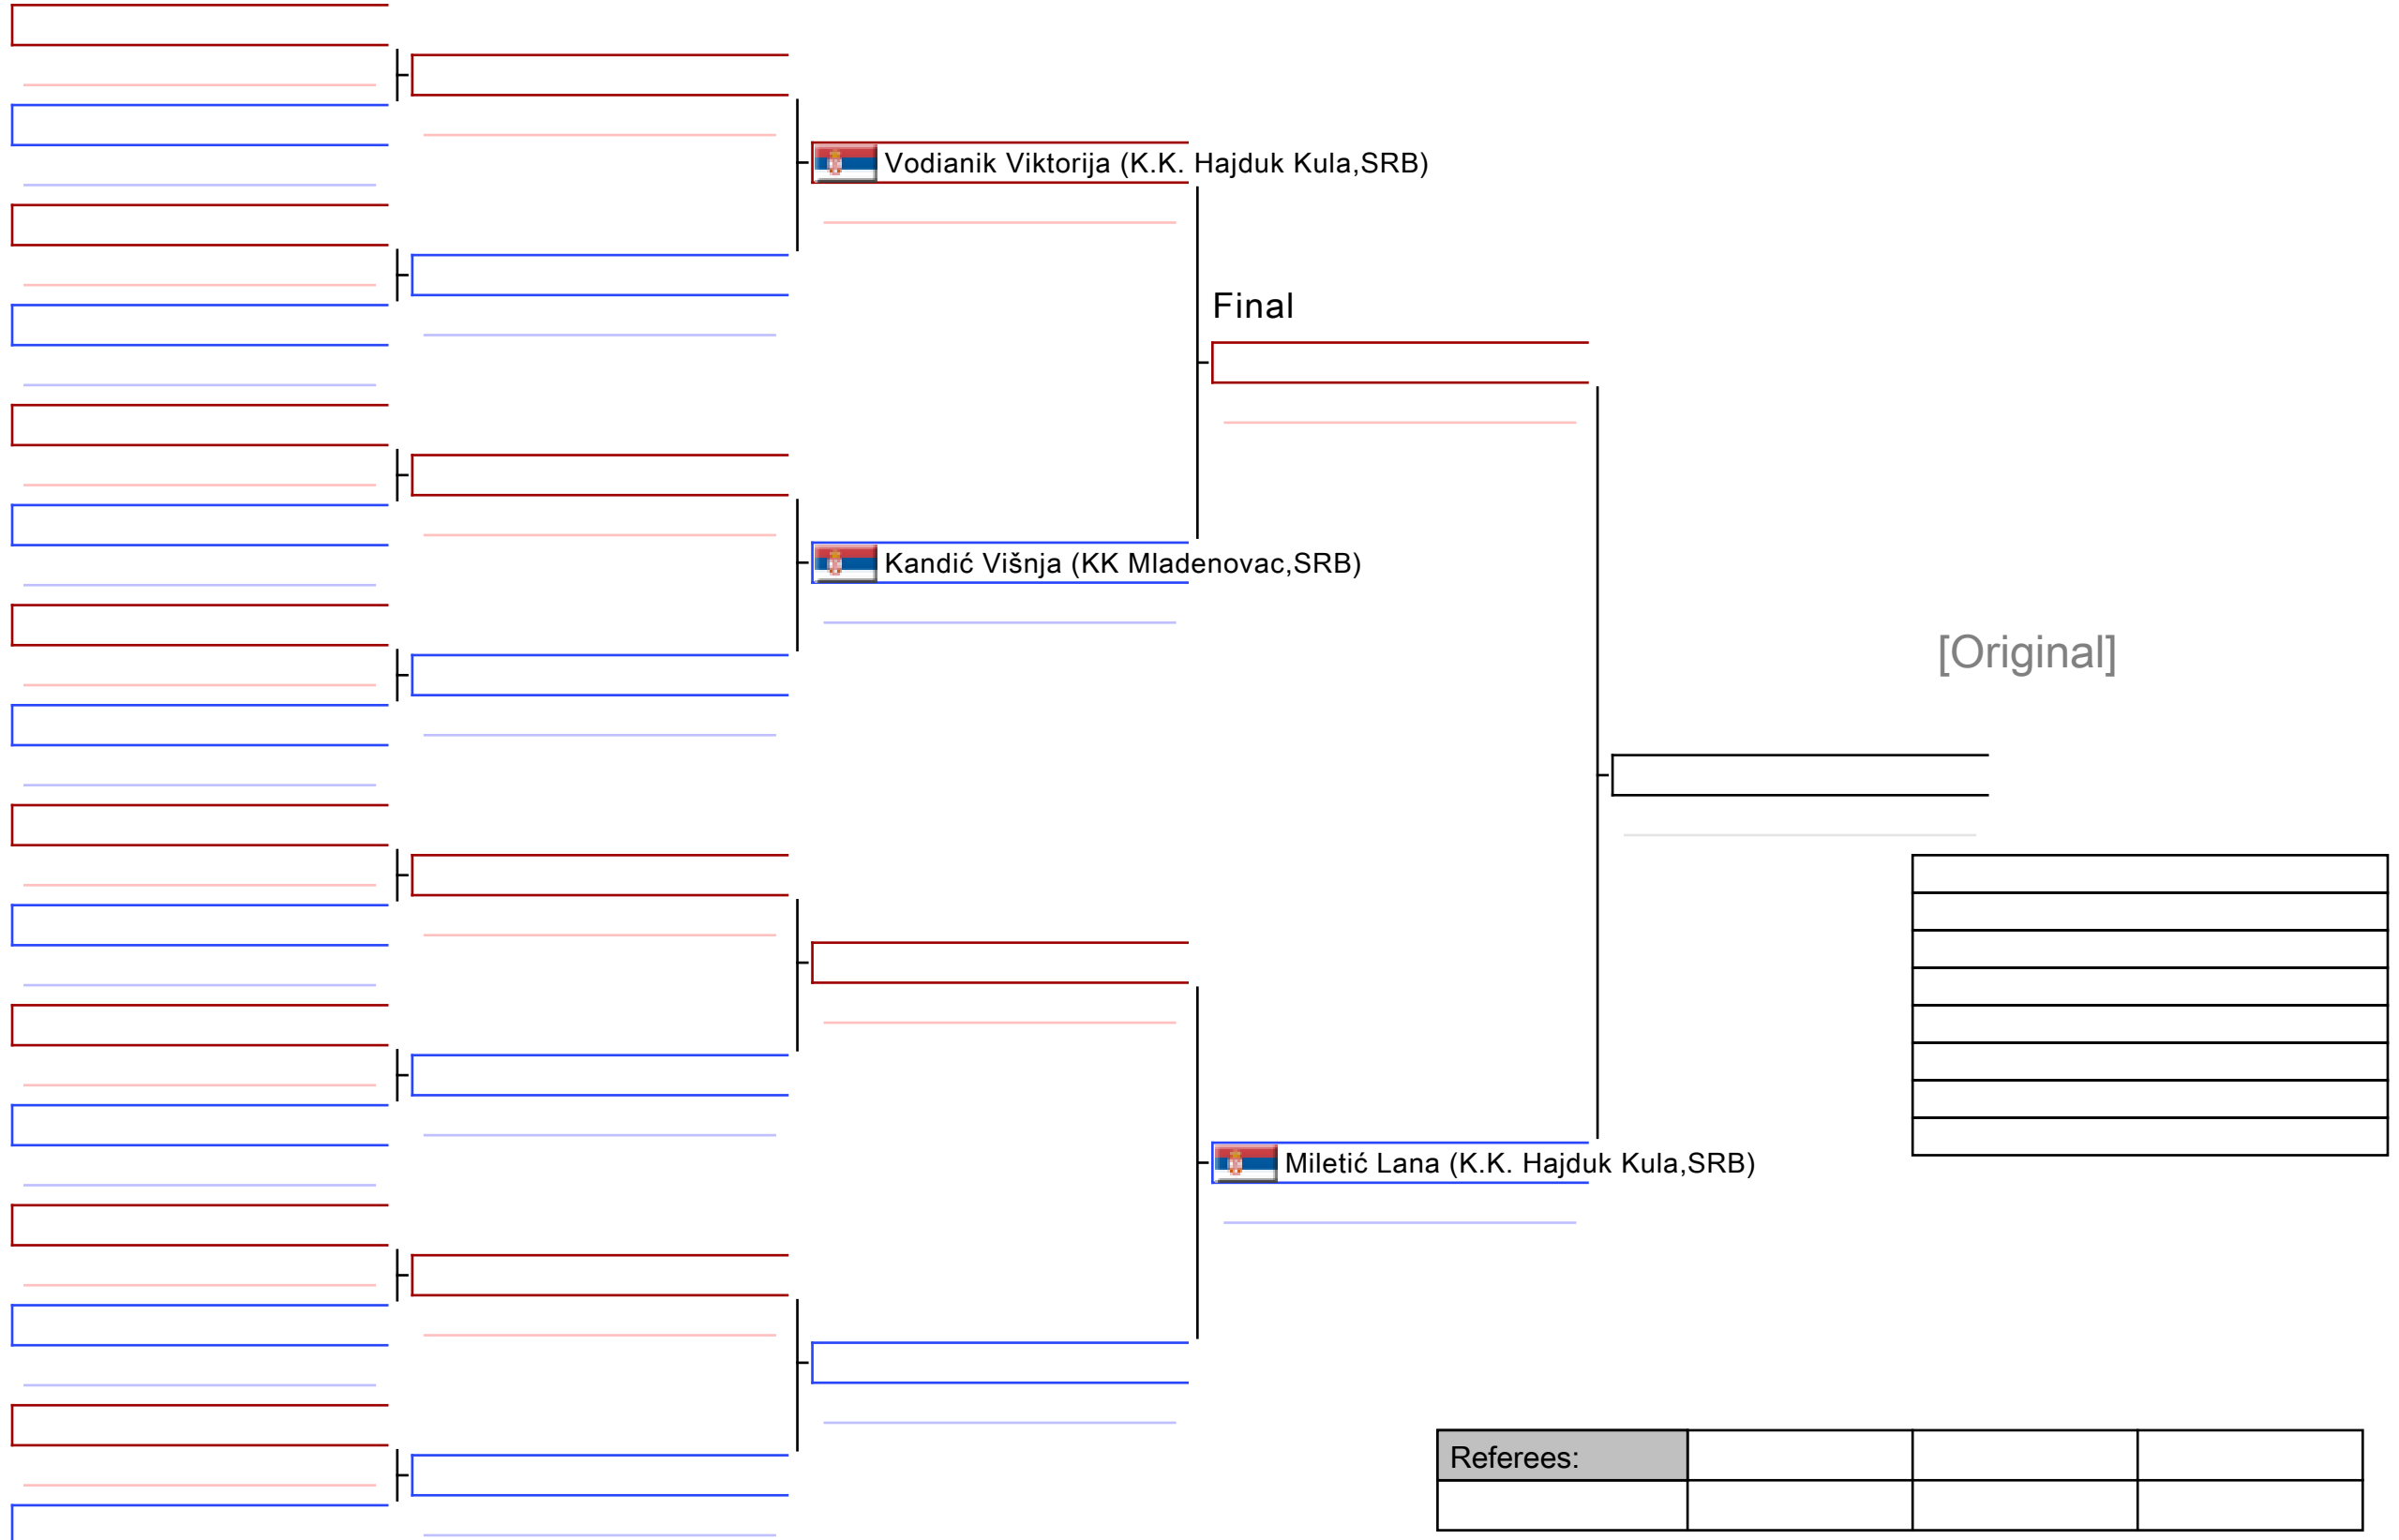 Vodianik Viktorija (K.K. Hajduk Kula,SRB)
Final
Kandić Višnja (KK Mladenovac,SRB)
[Original]
Miletić Lana (K.K. Hajduk Kula,SRB)
Referees: